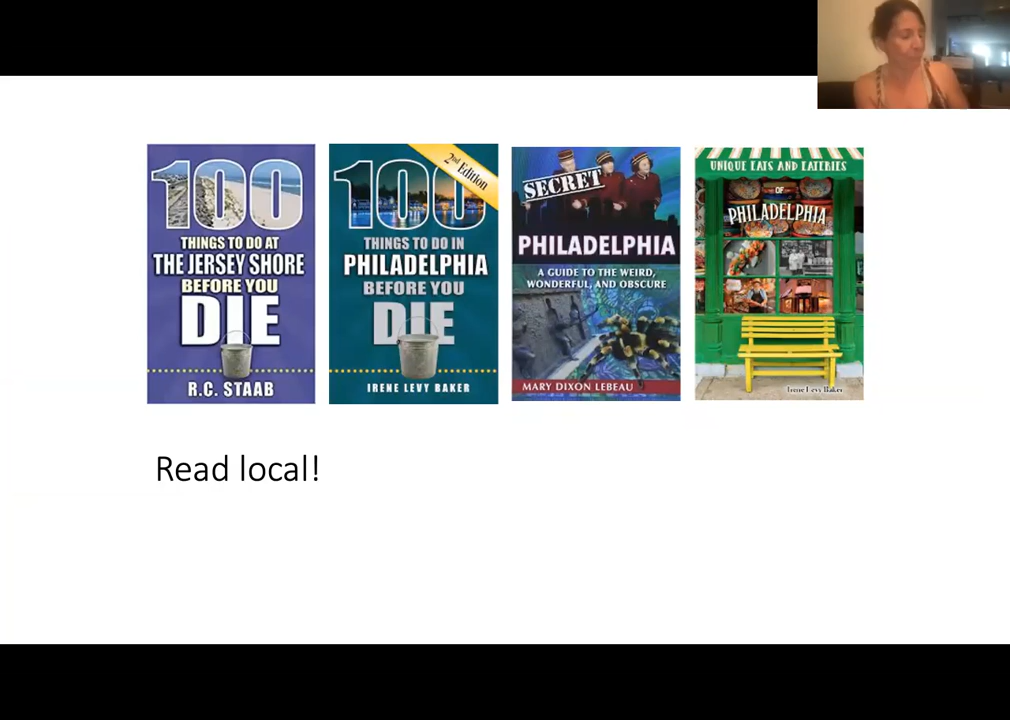 100
THINGS TO DO AT
THE JERSEY SHORE
BEFORE YOU
DIE
R.C. STAAB
2nd Edition
100
THINGS TO DO IN
PHILADELPHIA
BEFORE YOU
DIE
IRENE LEVY BAKER
SECRET
PHILADELPHIA
A GUIDE TO THE WEIRD,
WONDERFUL, AND OBSCURE
MARY DIXON LEBEAU
UNIQUE EATS AND EATERIES
OF
PHILADELPHIA
Irene Levy Baker
Read local!